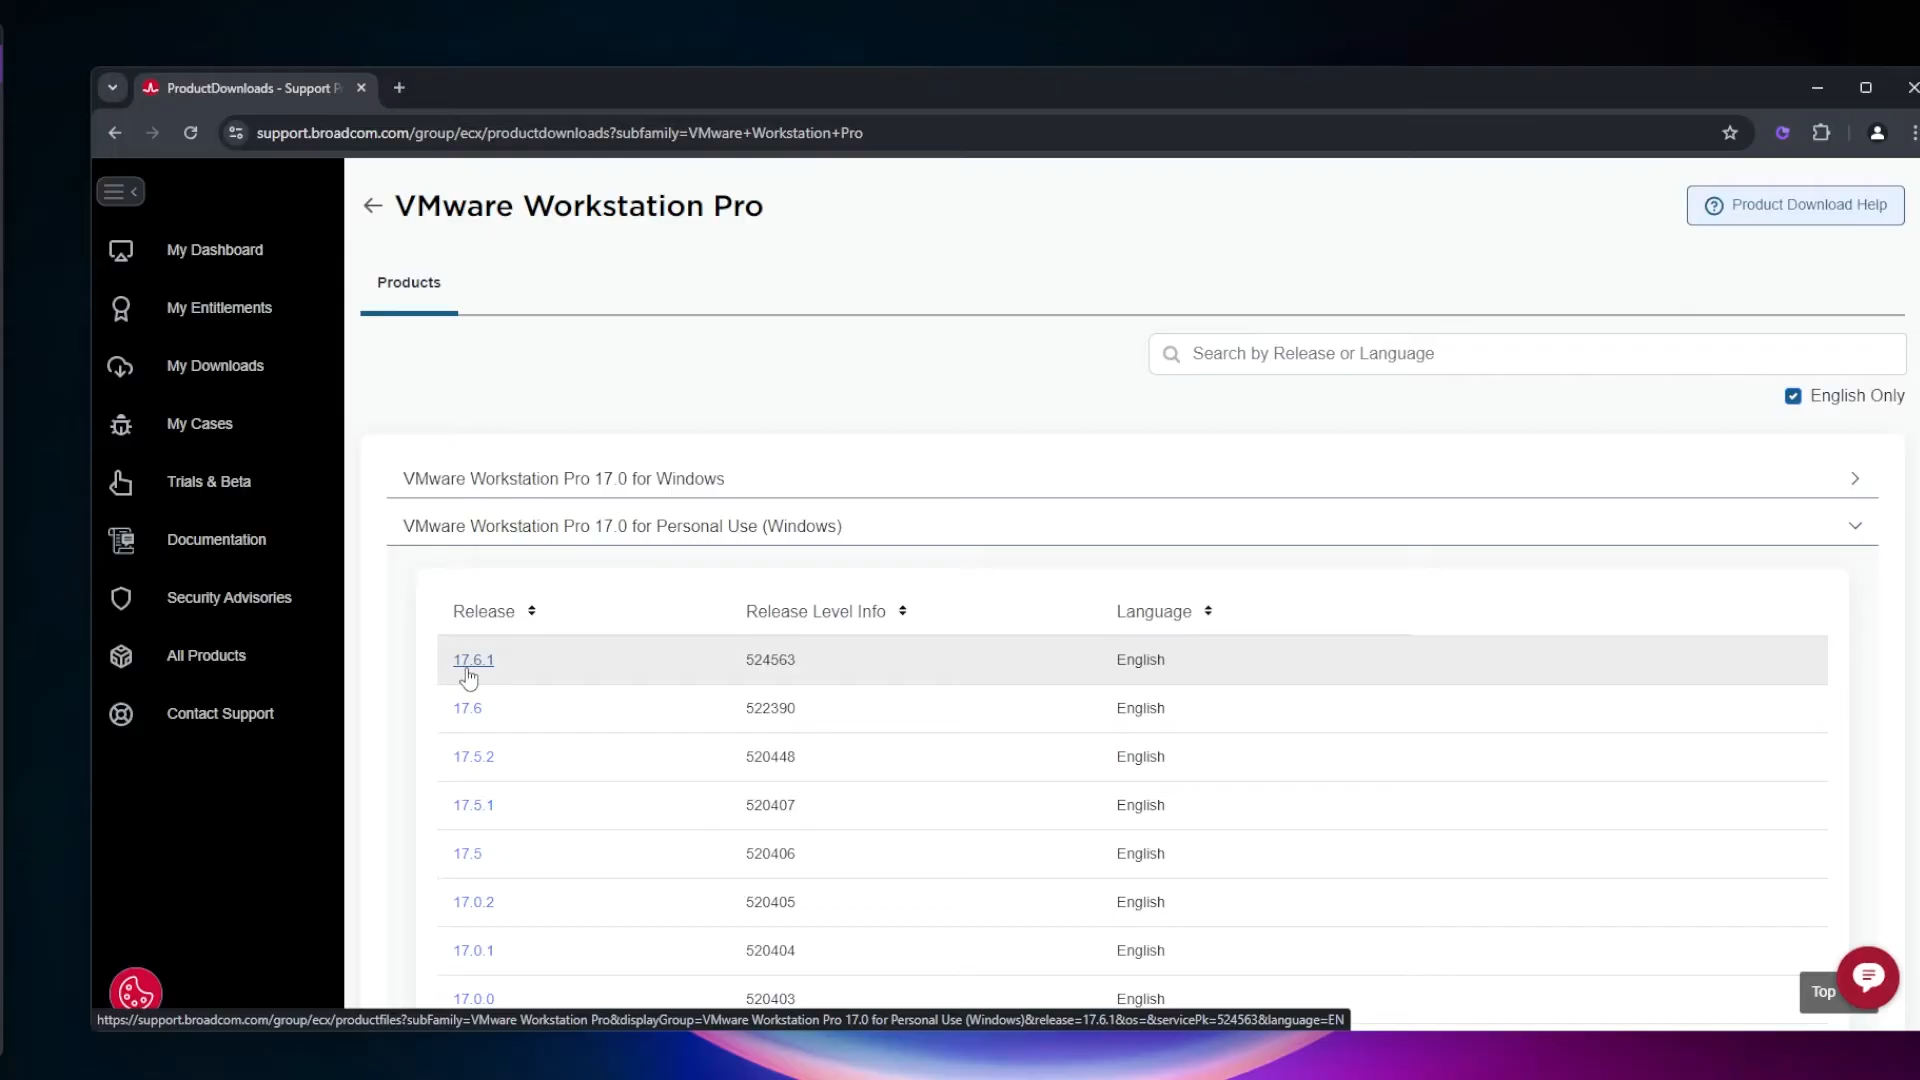 ProductDownloads - Support P
support.broadcom.com/group/ecx/productdownloads?subfamily=VMware+Workstation+Pro
VMware Workstation Pro
Product Download Help
My Dashboard
My Entitlements
My Downloads
My Cases
Trials & Beta
Documentation
Security Advisories
All Products
Contact Support
Products
Search by Release or Language
English Only
VMware Workstation Pro 17.0 for Windows
VMware Workstation Pro 17.0 for Personal Use (Windows)
Release Release Level Info Language
17.6.1 524563 English
17.6 522390 English
17.5.2 520448 English
17.5.1 520407 English
17.5 520406 English
17.0.2 520405 English
17.0.1 520404 English
17.0.0 520403 English
Top
https://support.broadcom.com/group/ecx/productfiles?subFamily=VMware Workstation Pro&displayGroup=VMware Workstation Pro 17.0 for Personal Use (Windows)&release=17.6.1&os=&servicePk=524563&language=EN